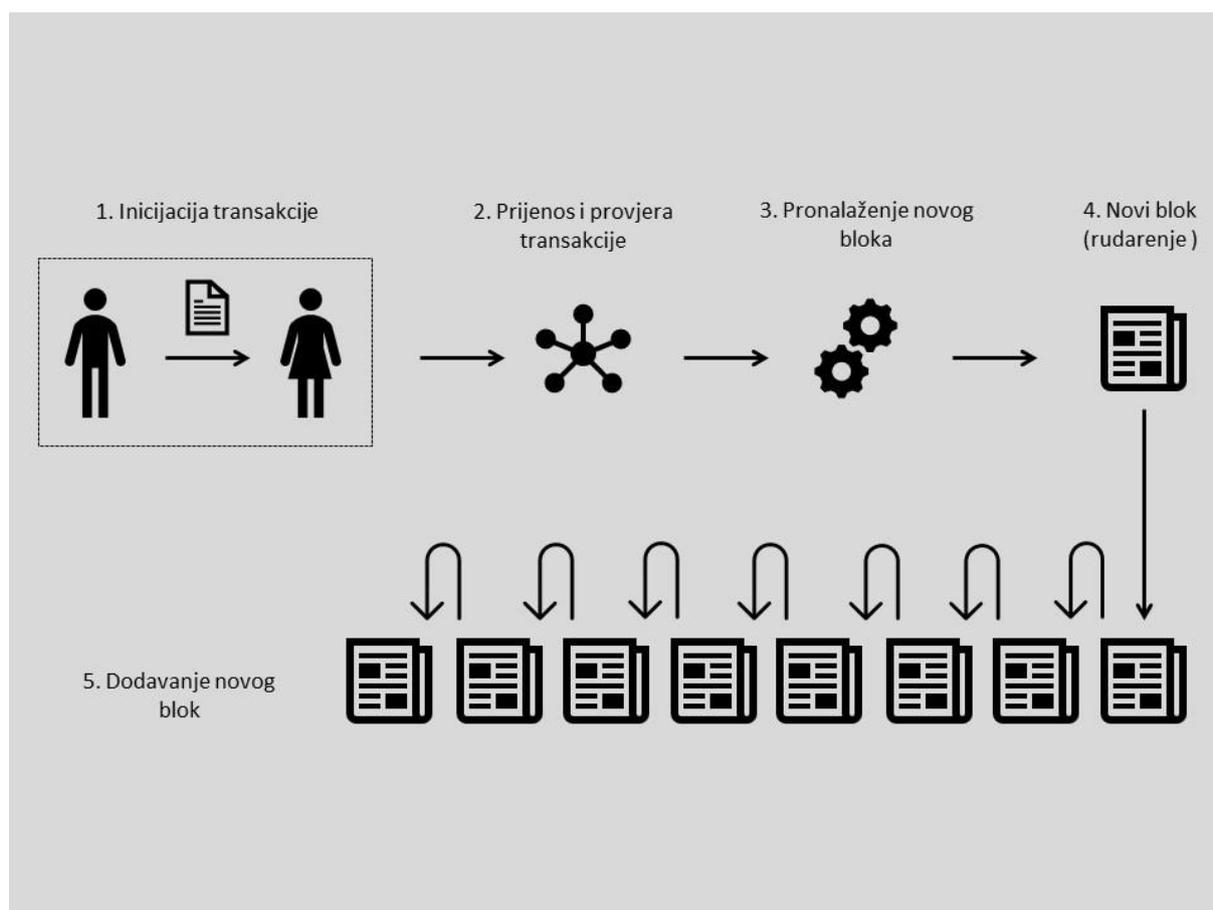 1. Inicijacija transakcije
2. Prijenos i provjera
transakcije
3. Pronalaženje novog
bloka
4. Novi blok
(rudarenje )
5. Dodavanje novog
blok